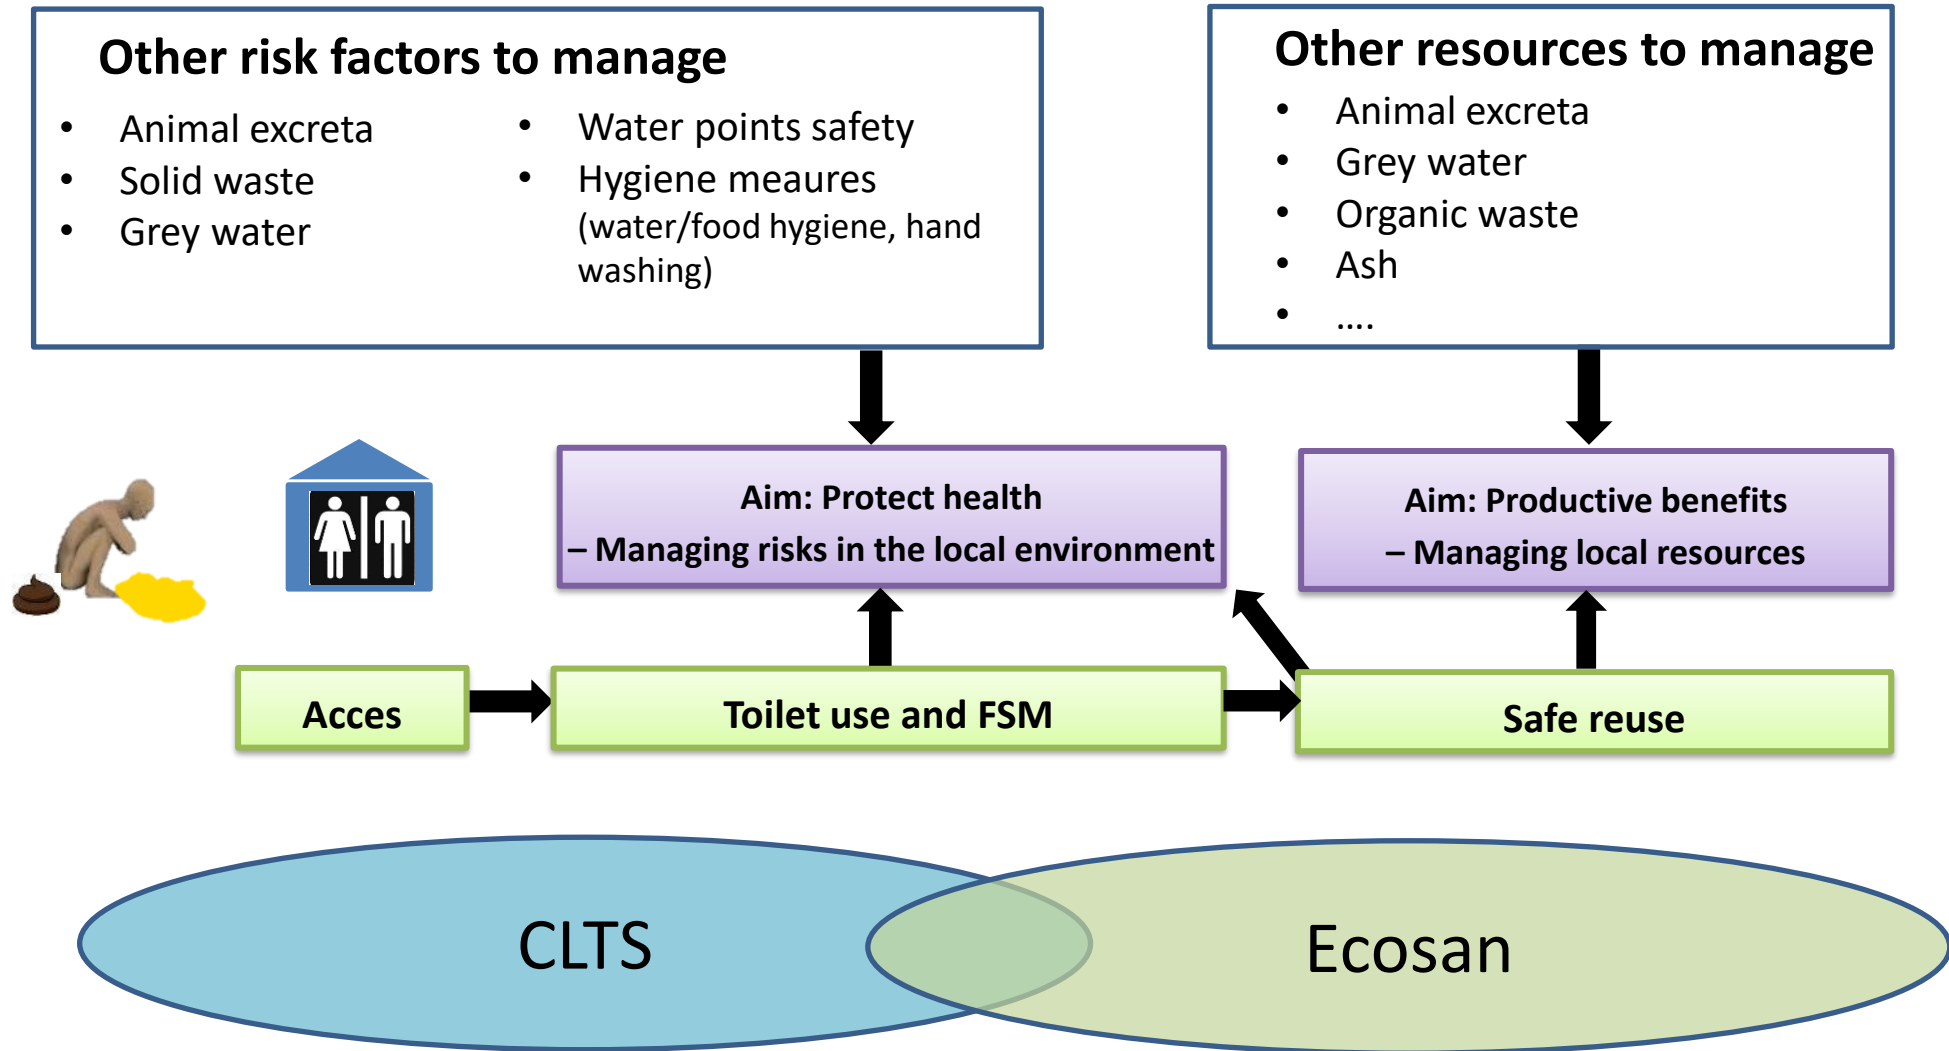 Other risk factors to manage
• Animal excreta
• Solid waste
• Grey water
• Water points safety
• Hygiene meaures
(water/food hygiene, hand
washing)
Other resources to manage
• Animal excreta
• Grey water
• Organic waste
• Ash
• ....
Aim: Protect health
– Managing risks in the local environment
Aim: Productive benefits
– Managing local resources
Acces
Toilet use and FSM
Safe reuse
CLTS
Ecosan